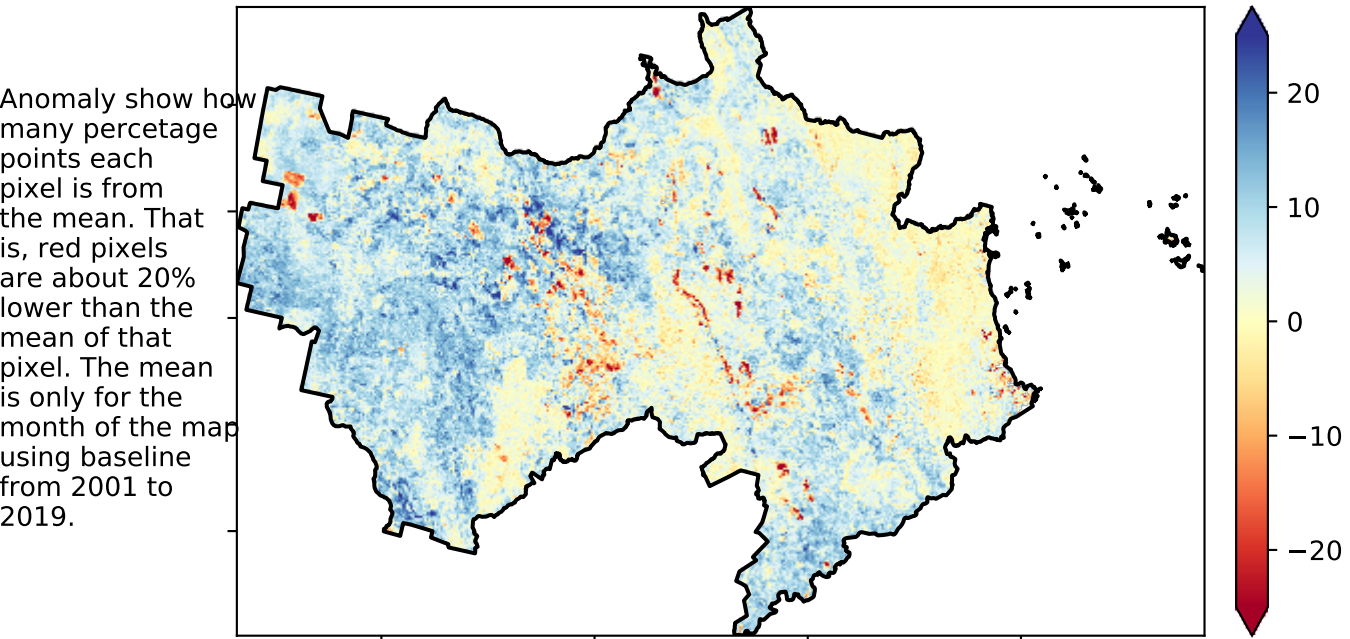 Anomaly show how
many percetage
points each
pixel is from
the mean. That
is, red pixels
are about 20%
lower than the
mean of that
pixel. The mean
is only for the
month of the map
using baseline
from 2001 to
2019.
20
10
0
−10
−20